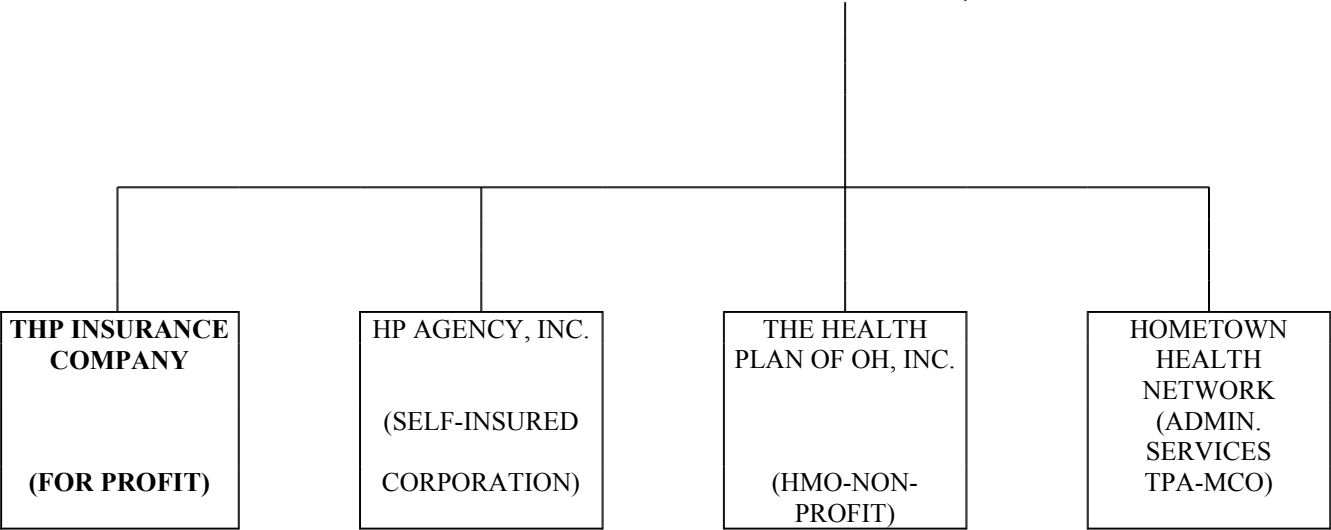 THP INSURANCE
COMPANY
(FOR PROFIT)
HP AGENCY, INC.
(SELF-INSURED
CORPORATION)
THE HEALTH
PLAN OF OH, INC.
(HMO-NON-
PROFIT)
HOMETOWN
HEALTH
NETWORK
(ADMIN.
SERVICES
TPA-MCO)